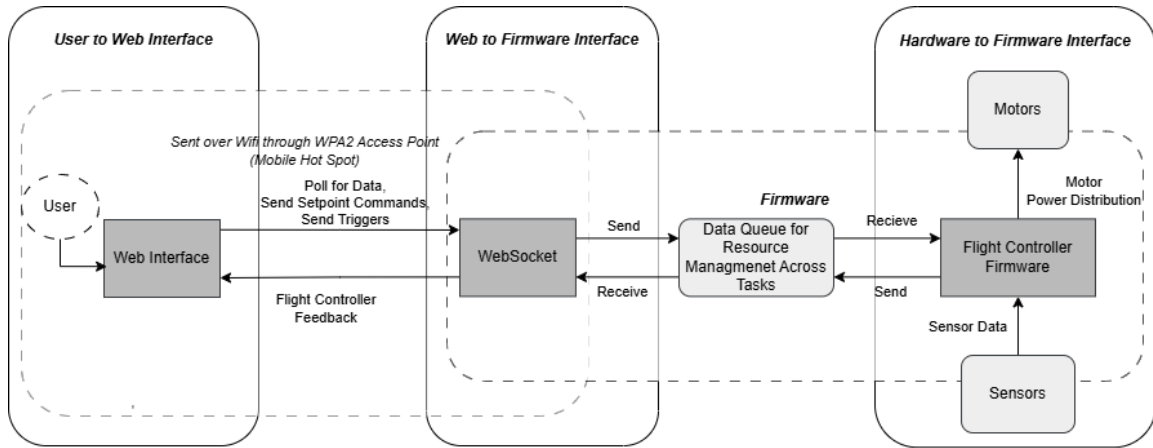 User to Web Interface
Web to Firmware Interface
Hardware to Firmware Interface
Motors
Sent over Wifi through WPA2 Access Point
(Mobile Hot Spot)
Poll for Data,
Send Setpoint Commands,
Send Triggers
User
Web Interface
Flight Controller
Feedback
WebSocket
Send
Receive
Firmware
Data Queue for
Resource
Managmenet Across
Tasks
Recieve
Send
Motor
Power Distribution
Flight Controller
Firmware
Sensor Data
Sensors